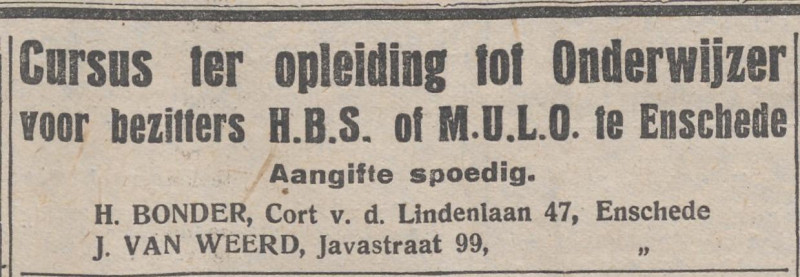 Cursus ter opleiding tot Onderwijzer
voor bezitters H.B.S. of M.U.L.O. te Enschede
Aangifte spoedig.
H. BONDER, Cort v. d. Lindenlaan 47, Enschede
J. VAN WEERD, Javastraat 99, „